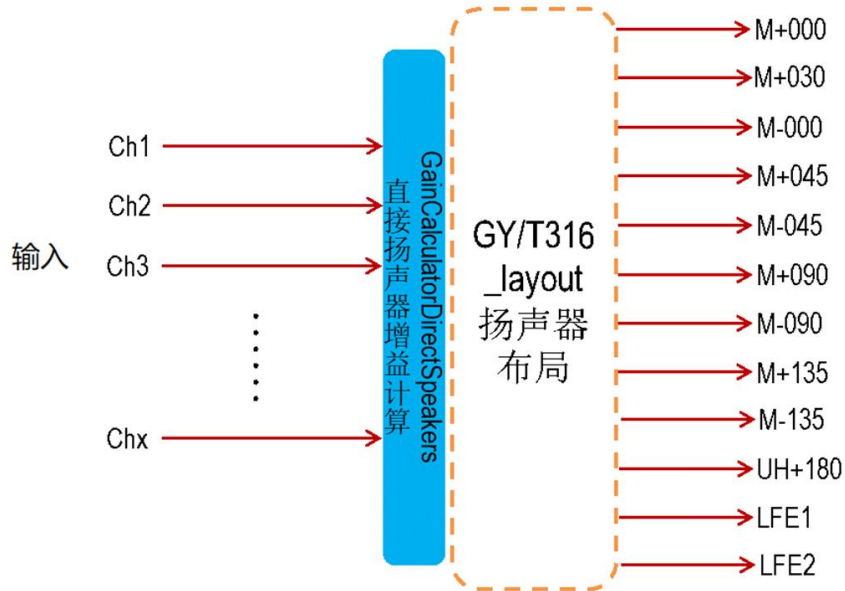 输入
Ch1
Ch2
Ch3
Chx
GainCalculatorDirectSpeakers
直接扬声器增益计算
GY/T316
_layout
扬声器
布局
M+000
M+030
M-000
M+045
M-045
M+090
M-090
M+135
M-135
UH+180
LFE1
LFE2